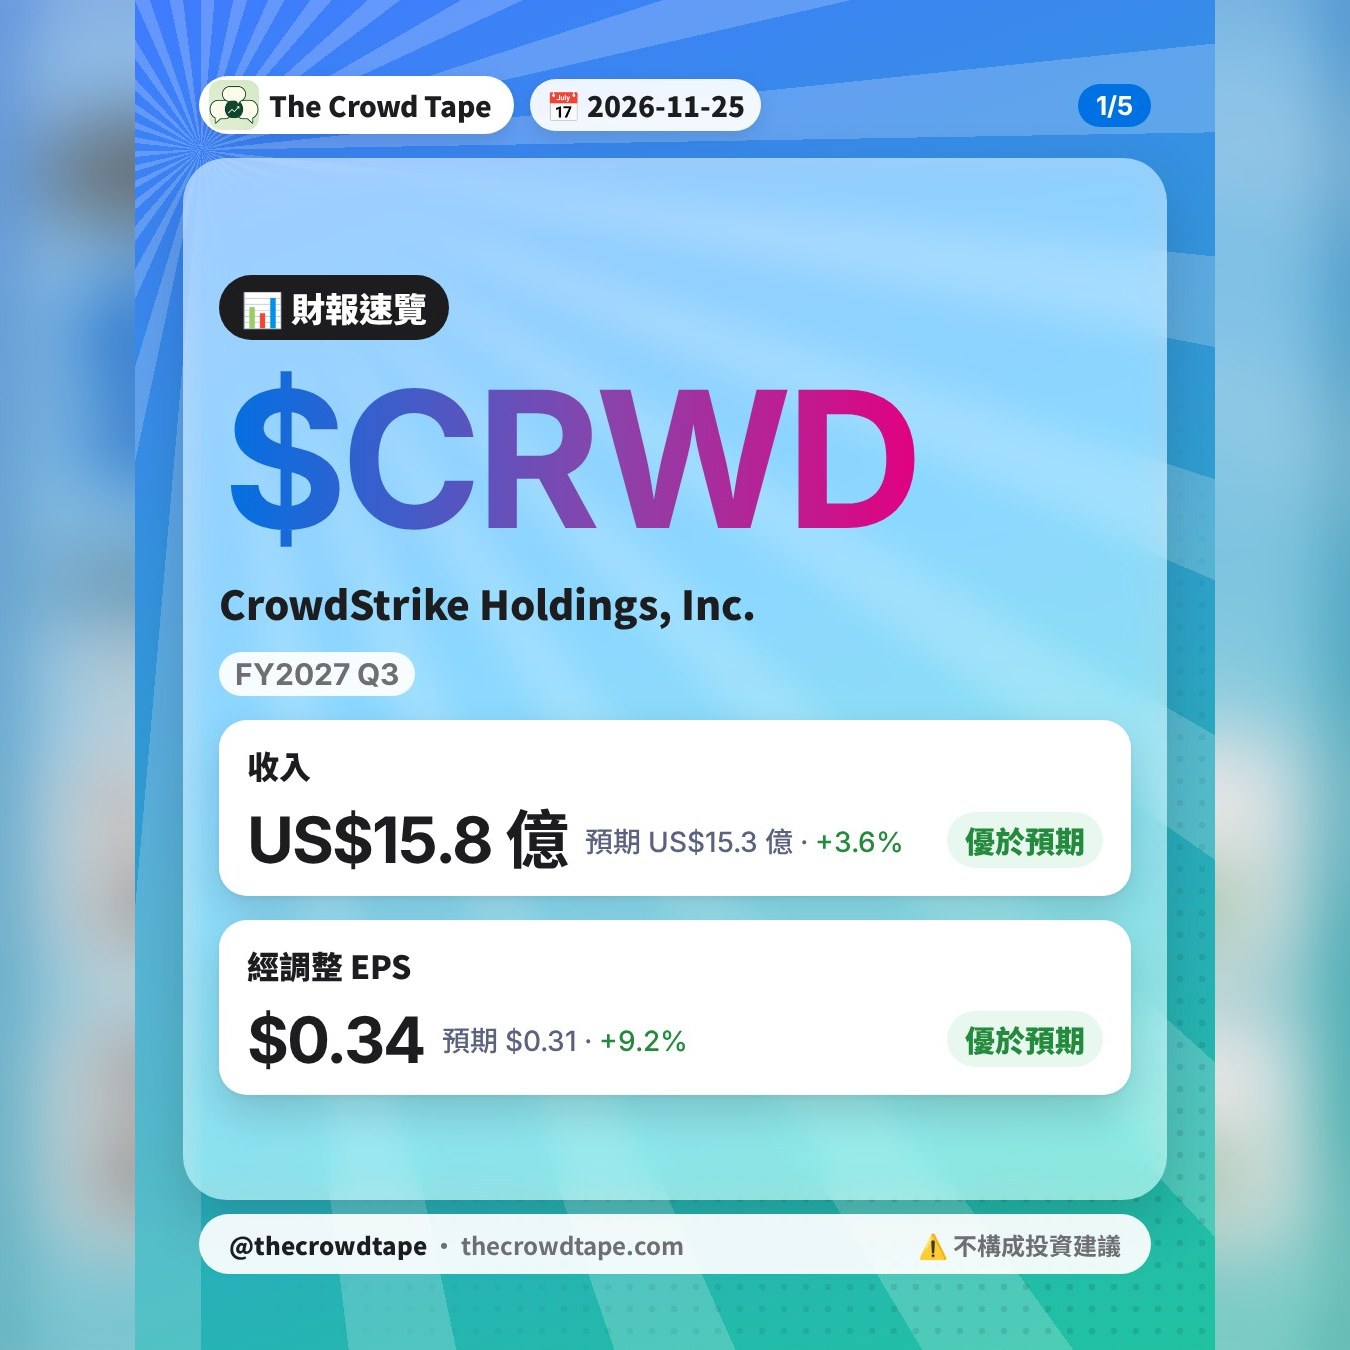 The Crowd Tape
2026-11-25
1/5
財報速覽
$CRWD
CrowdStrike Holdings, Inc.
FY2027 Q3
收入
US$15.8 億 預期 US$15.3 億 · +3.6% 優於預期
經調整 EPS
$0.34 預期 $0.31 · +9.2% 優於預期
@thecrowdtape • thecrowdtape.com ⚠️ 不構成投資建議